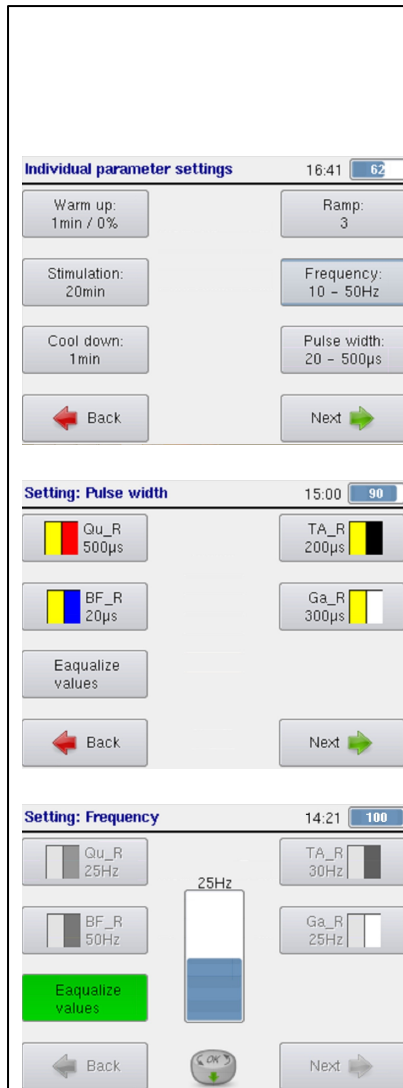 Individual parameter settings 16:41 62
Warm up:
1min / 0%
Ramp:
3
Stimulation:
20min
Frequency:
10 – 50Hz
Cool down:
1min
Pulse width:
20 – 500µs
Back
Next
Setting: Pulse width 15:00 90
Qu_R
500µs
TA_R
200µs
BF_R
20µs
Ga_R
300µs
Eaqualize
values
Back
Next
Setting: Frequency 14:21 100
Qu_R
25Hz
25Hz
TA_R
30Hz
BF_R
50Hz
Ga_R
25Hz
Eaqualize
values
Back
OK
Next